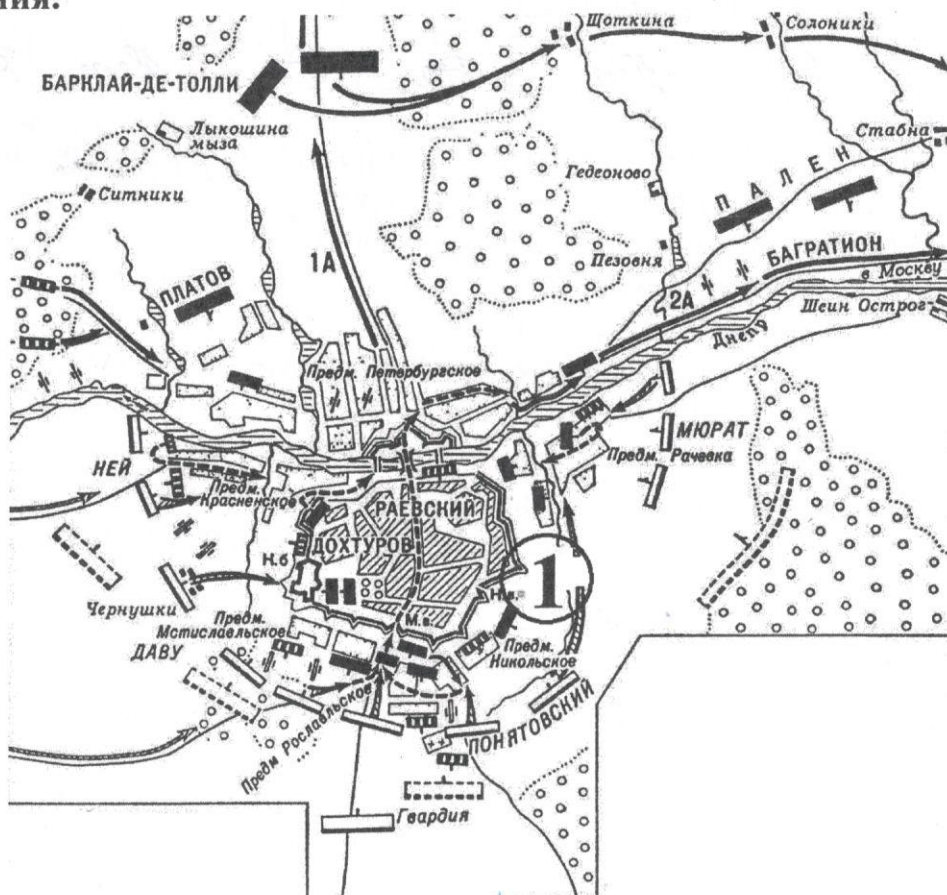 ния.
Щоткина
Солоники
БАРКЛАЙ-ДЕ-ТОЛЛИ
Лыкошина
мыза
Стабна
Ситники
Гедеоново
ПАЛЕН
1А
Пезовня
БАГРАТИОН
в Москву
ПЛАТОВ
2А
Шеин Острог
Днепр
Предм. Петербургское
МЮРАТ
НЕЙ
Предм. Рачевка
Предм.
Красненское
РАЕВСКИЙ
ДОХТУРОВ
Н.б
1
Н.в.
Чернушки
Предм.
Мстиславльское
М.в.
Предм.
Никольское
ДАВУ
Предм Рославльское
ПОНЯТОВСКИЙ
Гвардия